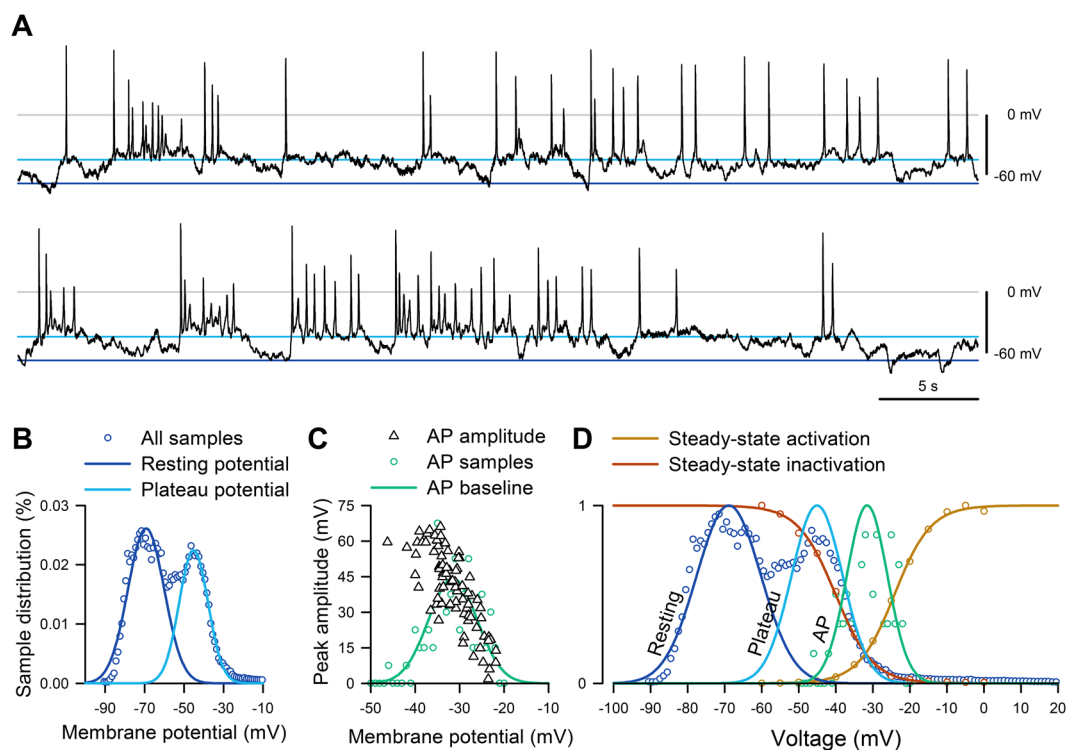 A
0 mV
-60 mV
0 mV
-60 mV
5 s
B
All samples
Resting potential
Plateau potential
Sample distribution (%)
0.03
0.02
0.01
0.00
-90 -70 -50 -30 -10
Membrane potential (mV)
C
AP amplitude
AP samples
AP baseline
Peak amplitude (mV)
75
60
45
30
15
0
-50 -40 -30 -20 -10
Membrane potential (mV)
D
Steady-state activation
Steady-state inactivation
1
0
Resting
Plateau
AP
-100 -90 -80 -70 -60 -50 -40 -30 -20 -10 0 10 20
Voltage (mV)